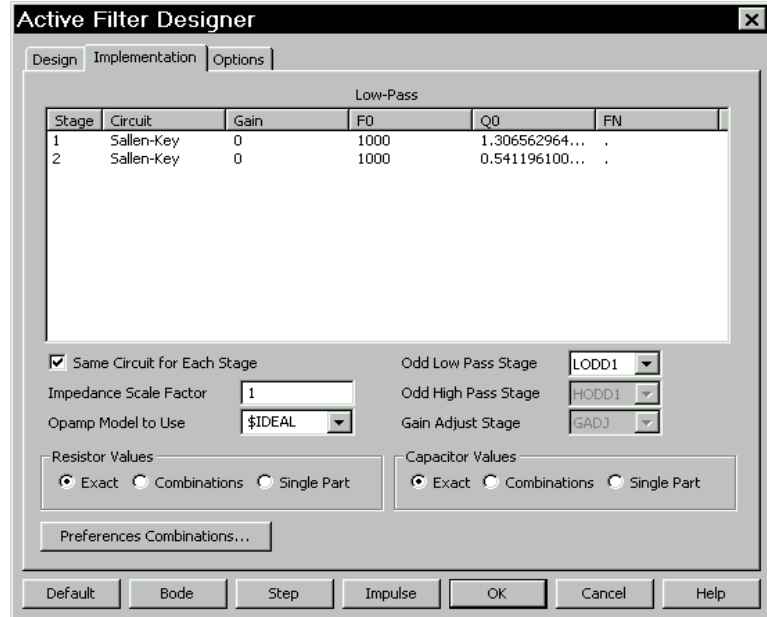 Active Filter Designer
Design Implementation Options
Low-Pass
Stage Circuit Gain F0 Q0 FN
1 Sallen-Key 0 1000 1.306562964... .
2 Sallen-Key 0 1000 0.541196100... .
Same Circuit for Each Stage Odd Low Pass Stage LODD1
Impedance Scale Factor 1 Odd High Pass Stage HODD1
Opamp Model to Use $IDEAL Gain Adjust Stage GADJ
Resistor Values Capacitor Values
Exact Combinations Single Part Exact Combinations Single Part
Preferences Combinations...
Default Bode Step Impulse OK Cancel Help